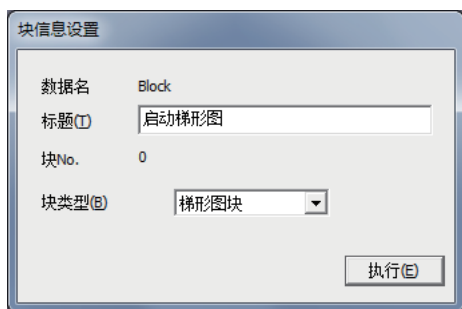 块信息设置
数据名 Block
标题(T) 启动梯形图
块No. 0
块类型(B) 梯形图块
执行(E)